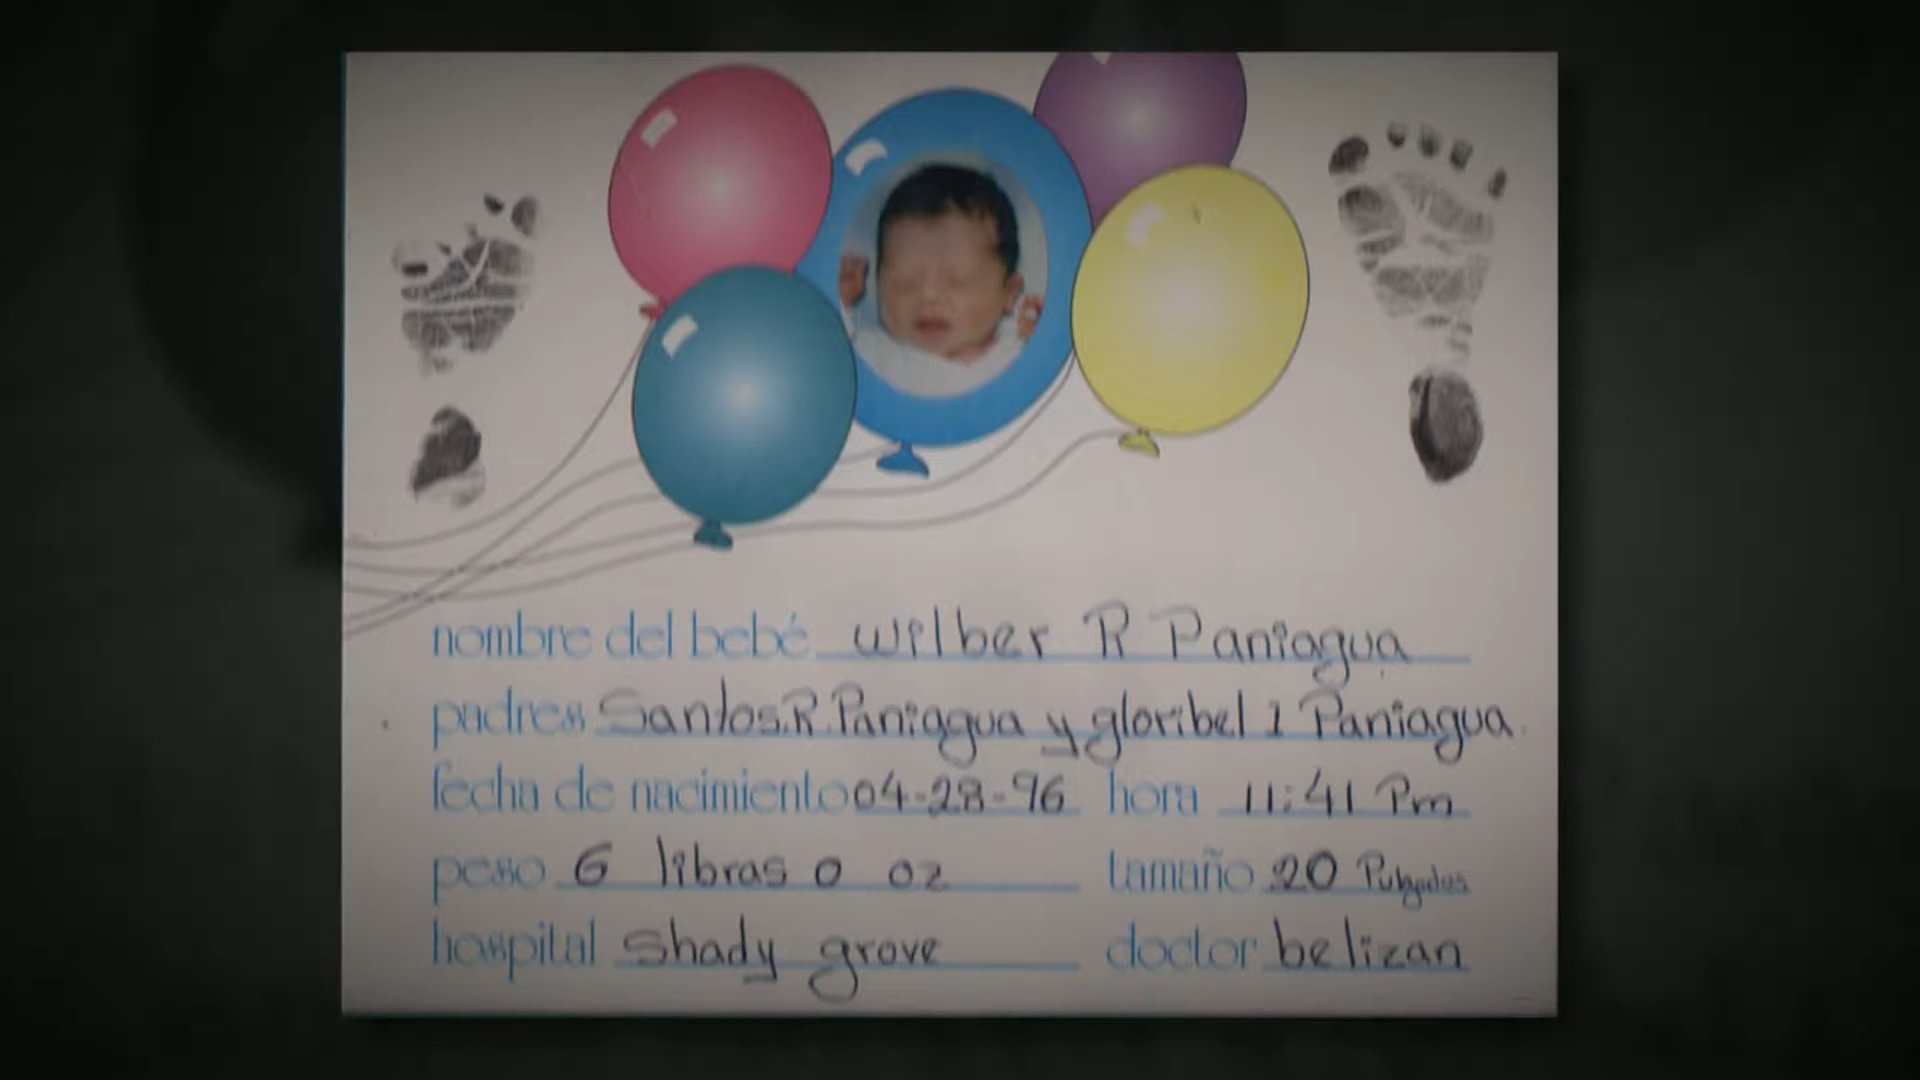 nombre del bebé Wilber R Paniagua
padres Santos.R.Paniagua y gloribel 1 Paniagua.
fecha de nacimiento 04-28-96 hora 11:41 Pm
peso 6 libras 0 oz tamaño 20 Pulgadas
hospital Shady grove doctor belizan